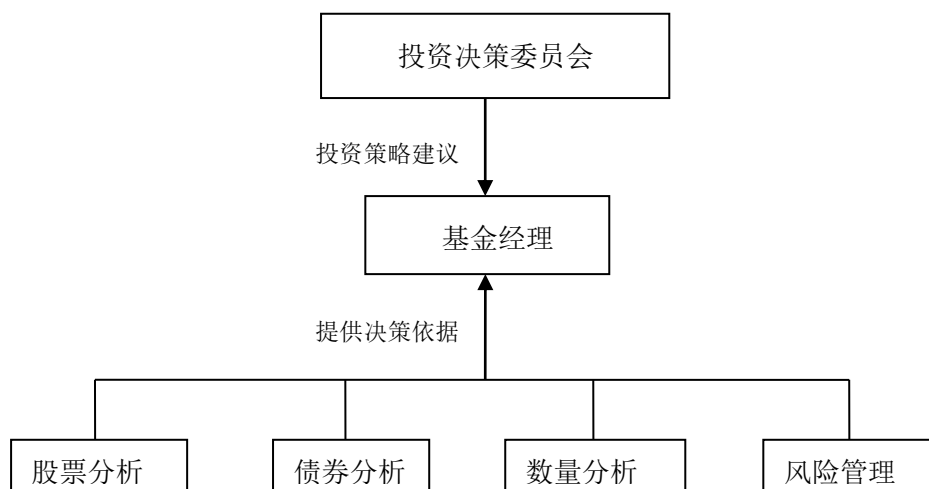 投资决策委员会
投资策略建议
基金经理
提供决策依据
股票分析
债券分析
数量分析
风险管理